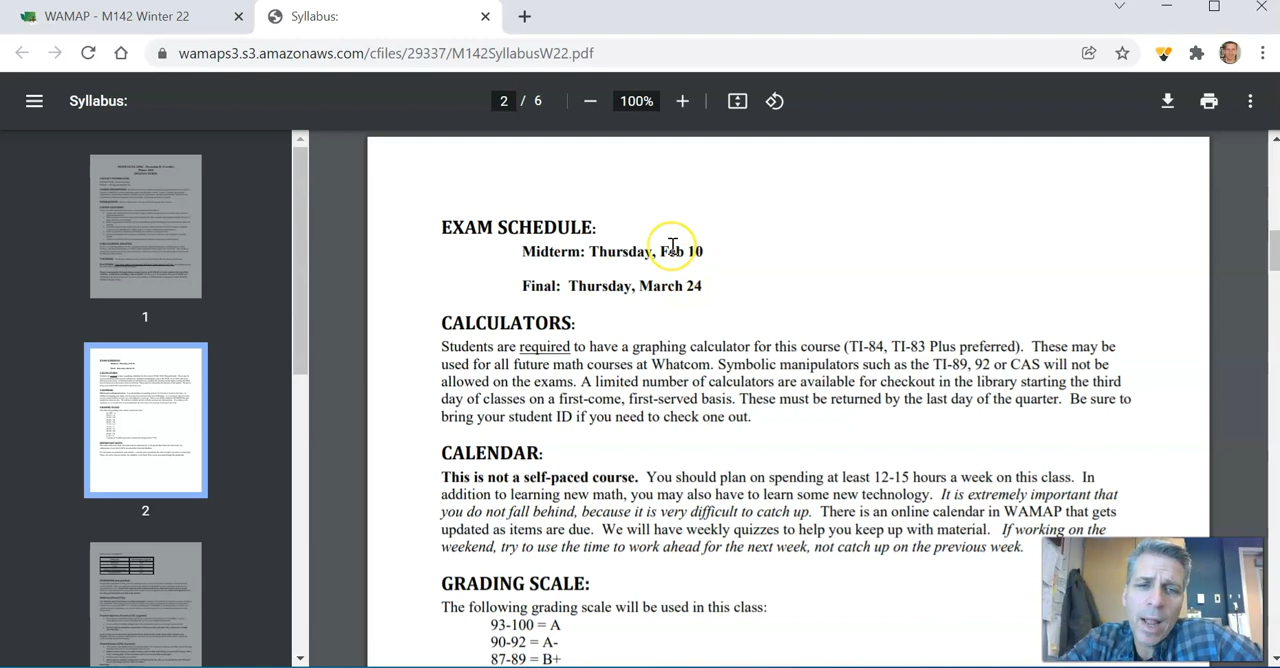 WAMAP - M142 Winter 22
Syllabus:
wamaps3.s3.amazonaws.com/cfiles/29337/M142SyllabusW22.pdf
Syllabus:
2 / 6
100%
EXAM SCHEDULE:
Midterm: Thursday, Feb 10
Final: Thursday, March 24
CALCULATORS:
Students are required to have a graphing calculator for this course (TI-84, TI-83 Plus preferred). These may be
used for all future math courses at Whatcom. Symbolic manipulators such as the TI-89, 92 or CAS will not be
allowed on the exams. A limited number of calculators are available for checkout in the library starting the third
day of classes on a first-come, first-served basis. These must be returned by the last day of the quarter. Be sure to
bring your student ID if you need to check one out.
CALENDAR:
This is not a self-paced course. You should plan on spending at least 12-15 hours a week on this class. In
addition to learning new math, you may also have to learn some new technology. It is extremely important that
you do not fall behind, because it is very difficult to catch up. There is an online calendar in WAMAP that gets
updated as items are due. We will have weekly quizzes to help you keep up with material. If working on the
weekend, try to use the time to work ahead for the next week, not catch up on the previous week.
GRADING SCALE:
The following grading scale will be used in this class:
93-100 = A
90-92 = A-
87-89 = B+
1
2